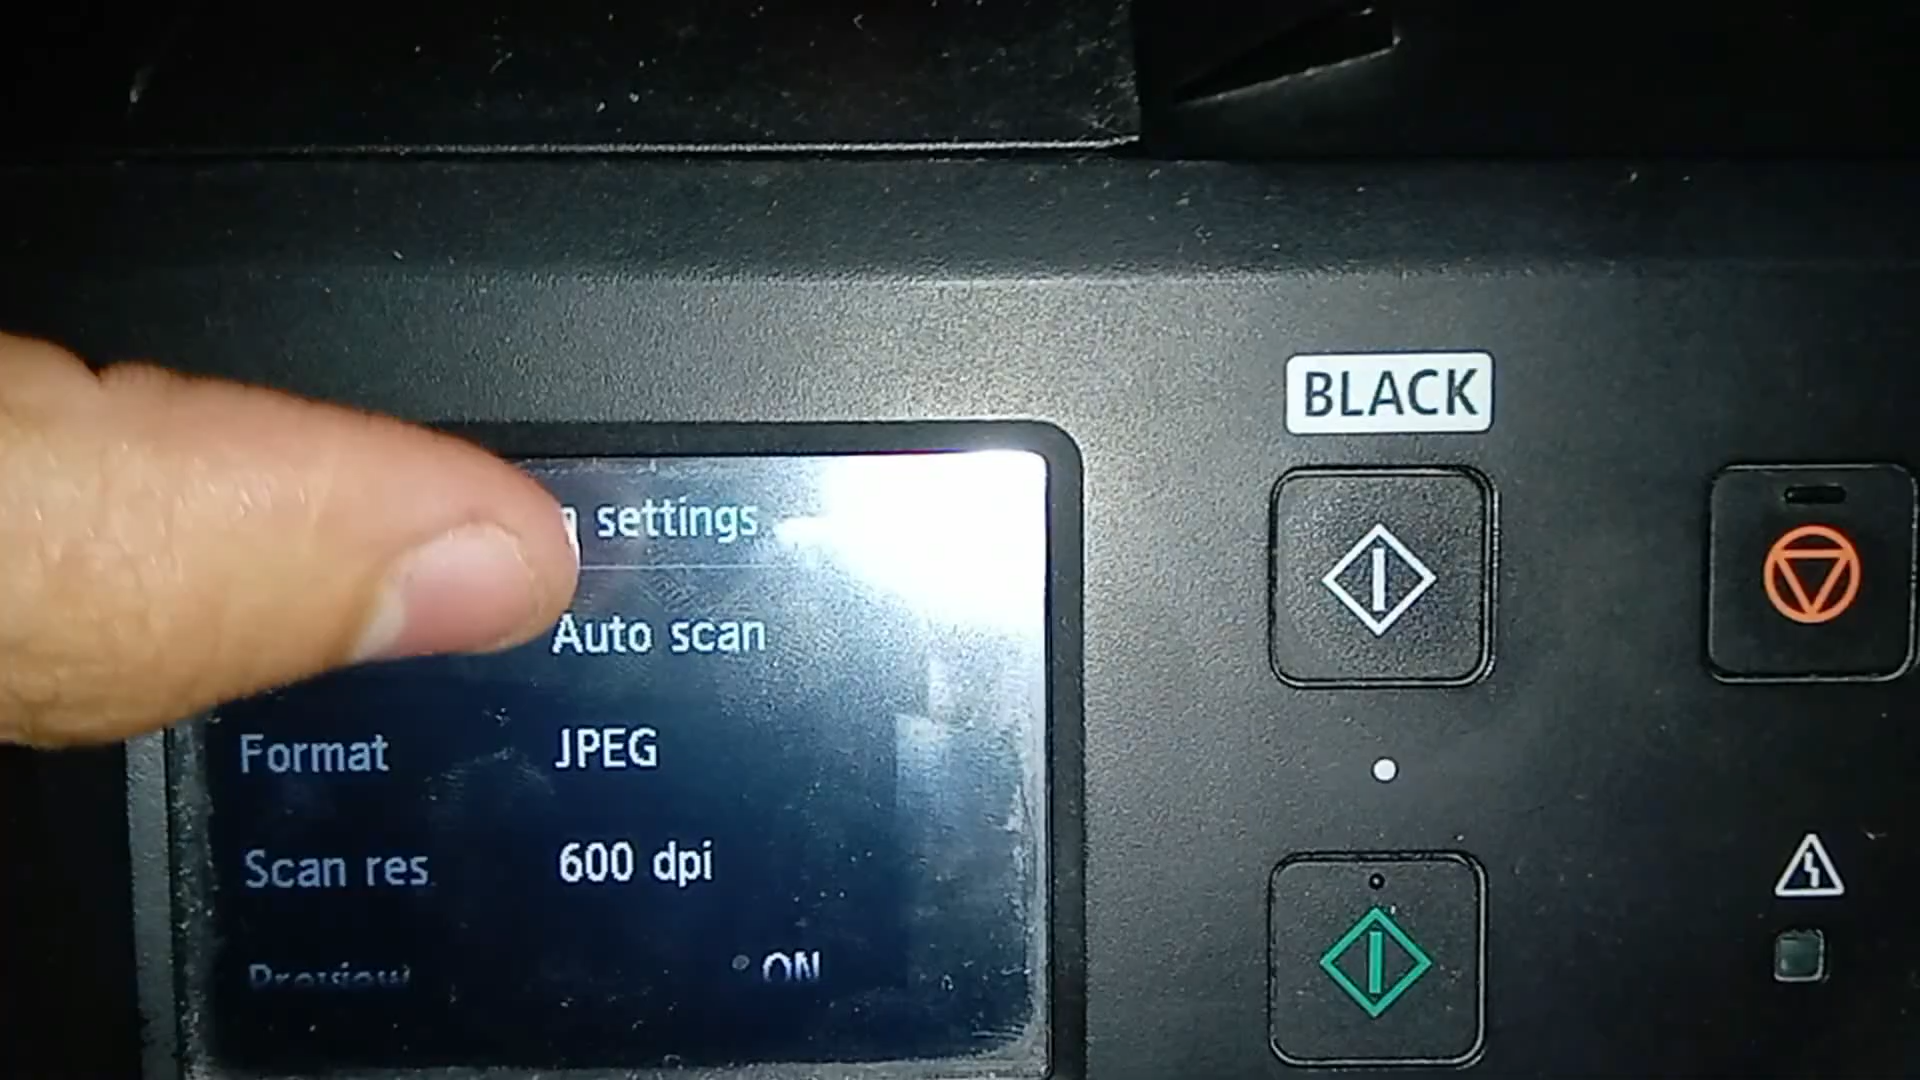 BLACK
settings
Auto scan
Format JPEG
Scan res 600 dpi
Preview ON